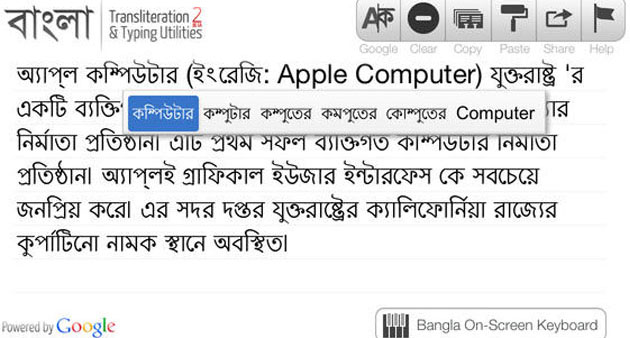 বাংলা Transliteration 2
& Typing Utilities
Google Clear Copy Paste Share Help
অ্যাপ্‌ল কম্পিউটার (ইংরেজি: Apple Computer) যুক্তরাষ্ট্র 'র
একটি
কম্পিউটার কম্পুটার কম্পুতের কমপুতের কোম্পুতের Computer
নির্মাতা প্রতিষ্ঠান। এটি প্রথম সফল ব্যক্তিগত কম্পিউটার নির্মাতা
প্রতিষ্ঠান। অ্যাপ্‌লই গ্রাফিকাল ইউজার ইন্টারফেস কে সবচেয়ে
জনপ্রিয় করে। এর সদর দপ্তর যুক্তরাষ্ট্রের ক্যালিফোর্নিয়া রাজ্যের
কুপার্টিনো নামক স্থানে অবস্থিত।
Powered by Google
Bangla On-Screen Keyboard